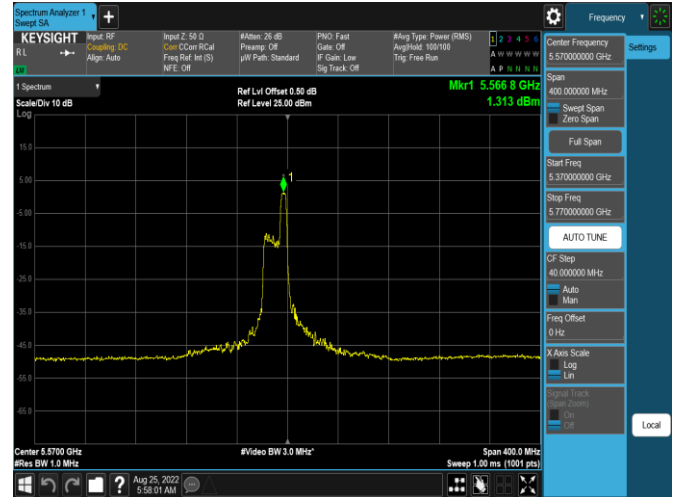 Spectrum Analyzer 1
Swept SA
+
Frequency
KEYSIGHT
RL
LW
Input: RF
Coupling: DC
Align: Auto
Input Z: 50 Ω
Corr CCorr RCal
Freq Ref: Int (S)
NFE: Off
#Atten: 26 dB
Preamp: Off
µW Path: Standard
PNO: Fast
Gate: Off
IF Gain: Low
Sig Track: Off
#Avg Type: Power (RMS)
Avg|Hold: 100/100
Trig: Free Run
1 2 3 4 5 6
A W W W W W
A P N N N N
1 Spectrum
Scale/Div 10 dB
Log
Ref Lvl Offset 0.50 dB
Ref Level 25.00 dBm
Mkr1 5.566 8 GHz
1.313 dBm
1
15.0
5.00
-5.00
-15.0
-25.0
-35.0
-45.0
-55.0
-65.0
Center 5.5700 GHz
#Res BW 1.0 MHz
#Video BW 3.0 MHz*
Span 400.0 MHz
Sweep 1.00 ms (1001 pts)
Center Frequency
5.570000000 GHz
Span
400.000000 MHz
Swept Span
Zero Span
Full Span
Start Freq
5.370000000 GHz
Stop Freq
5.770000000 GHz
AUTO TUNE
CF Step
40.000000 MHz
Auto
Man
Freq Offset
0 Hz
X Axis Scale
Log
Lin
Signal Track
(Span Zoom)
On
Off
Settings
Local
?
Aug 25, 2022
5:58:01 AM